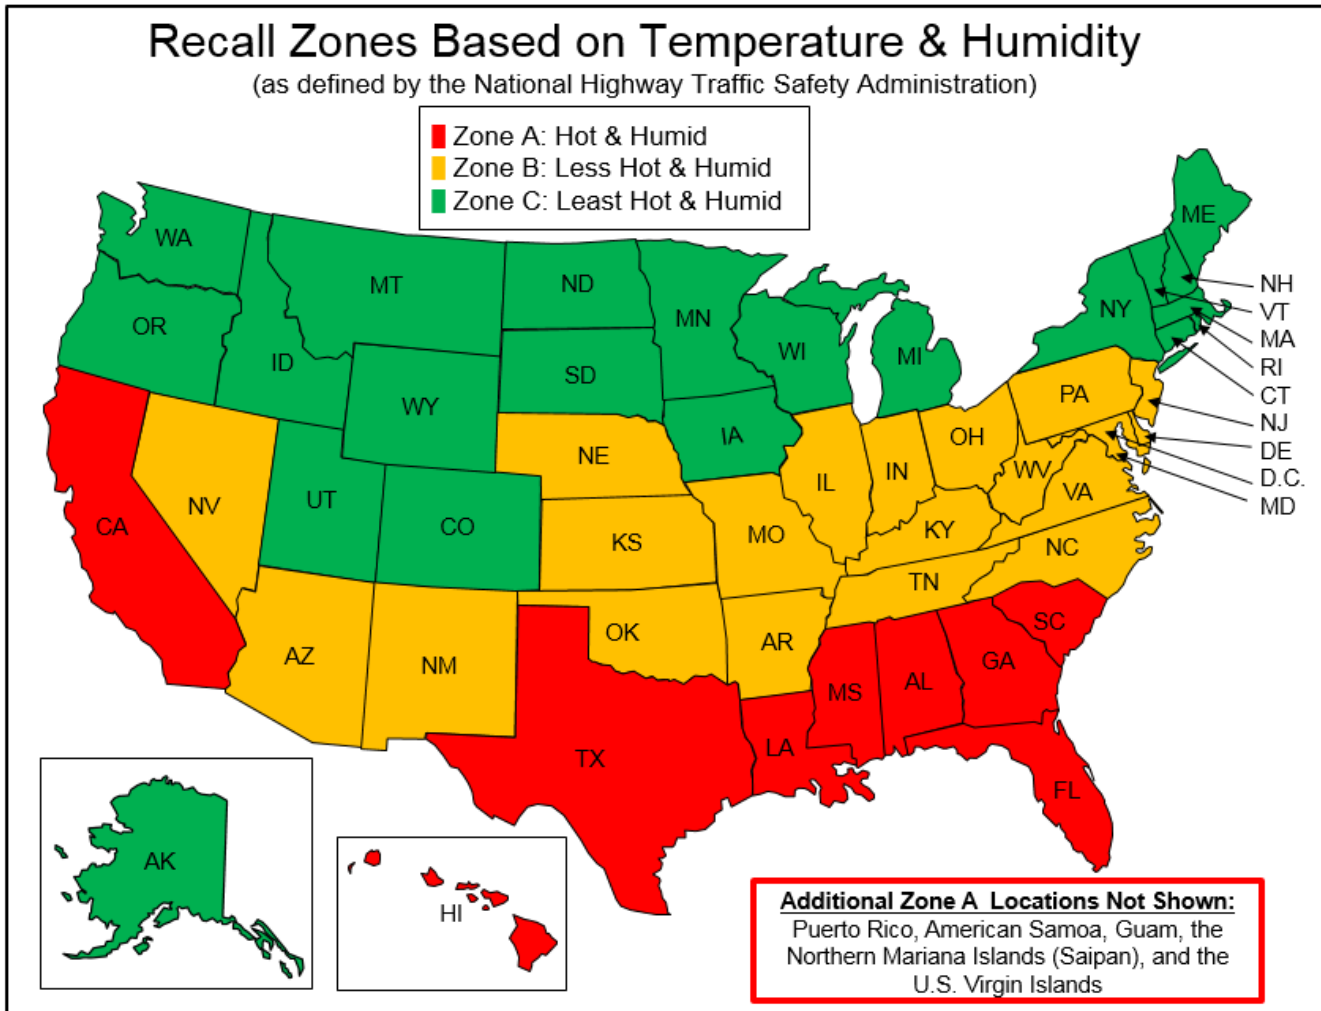 Recall Zones Based on Temperature & Humidity
(as defined by the National Highway Traffic Safety Administration)
Zone A: Hot & Humid
Zone B: Less Hot & Humid
Zone C: Least Hot & Humid
WA
MT
ND
MN
ME
OR
ID
WY
SD
WI
MI
NY
NH
VT
MA
RI
CT
NJ
DE
D.C.
MD
IA
PA
NE
IL
IN
OH
WV
VA
NV
UT
CO
KS
MO
KY
CA
NC
TN
AZ
NM
OK
AR
SC
MS
AL
GA
TX
LA
FL
AK
HI
Additional Zone A Locations Not Shown:
Puerto Rico, American Samoa, Guam, the
Northern Mariana Islands (Saipan), and the
U.S. Virgin Islands